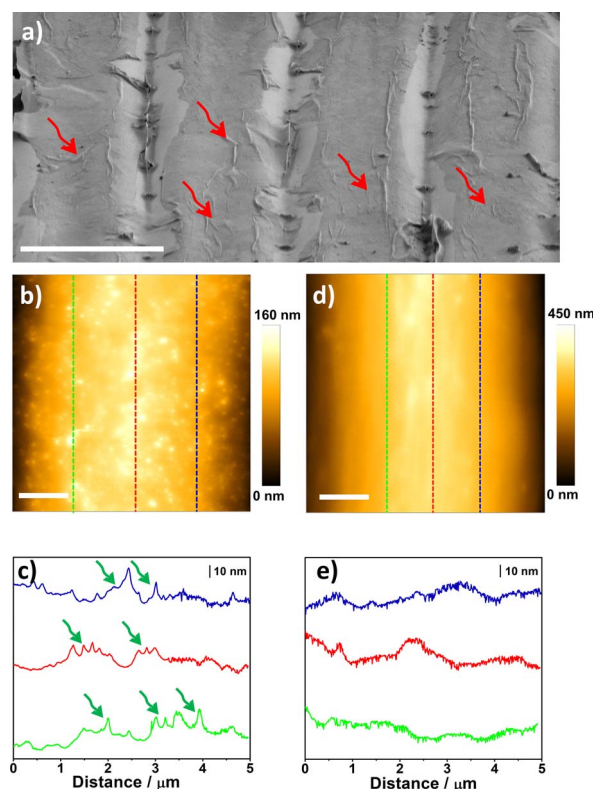 a)
b)
160 nm
0 nm
d)
450 nm
0 nm
c)
10 nm
0 1 2 3 4 5
Distance / μm
e)
10 nm
0 1 2 3 4 5
Distance / μm